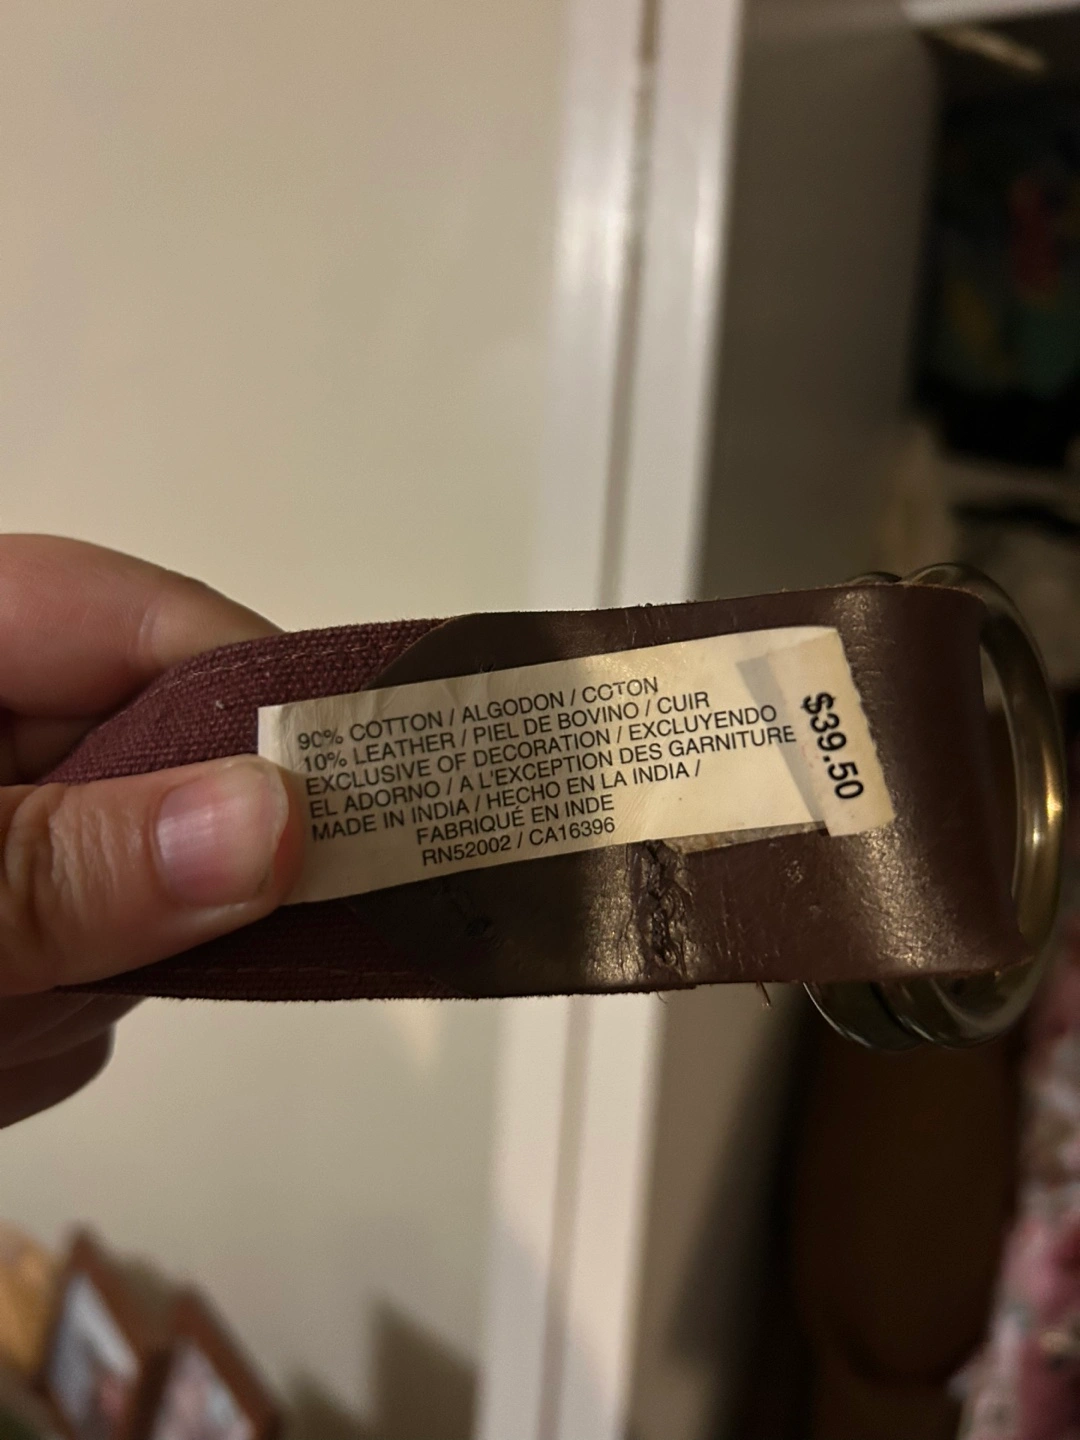 90% COTTON / ALGODON / COTON
10% LEATHER / PIEL DE BOVINO / CUIR
EXCLUSIVE OF DECORATION / EXCLUYENDO
EL ADORNO / A L'EXCEPTION DES GARNITURE
MADE IN INDIA / HECHO EN LA INDIA /
FABRIQUÉ EN INDE
RN52002 / CA16396
$39.50